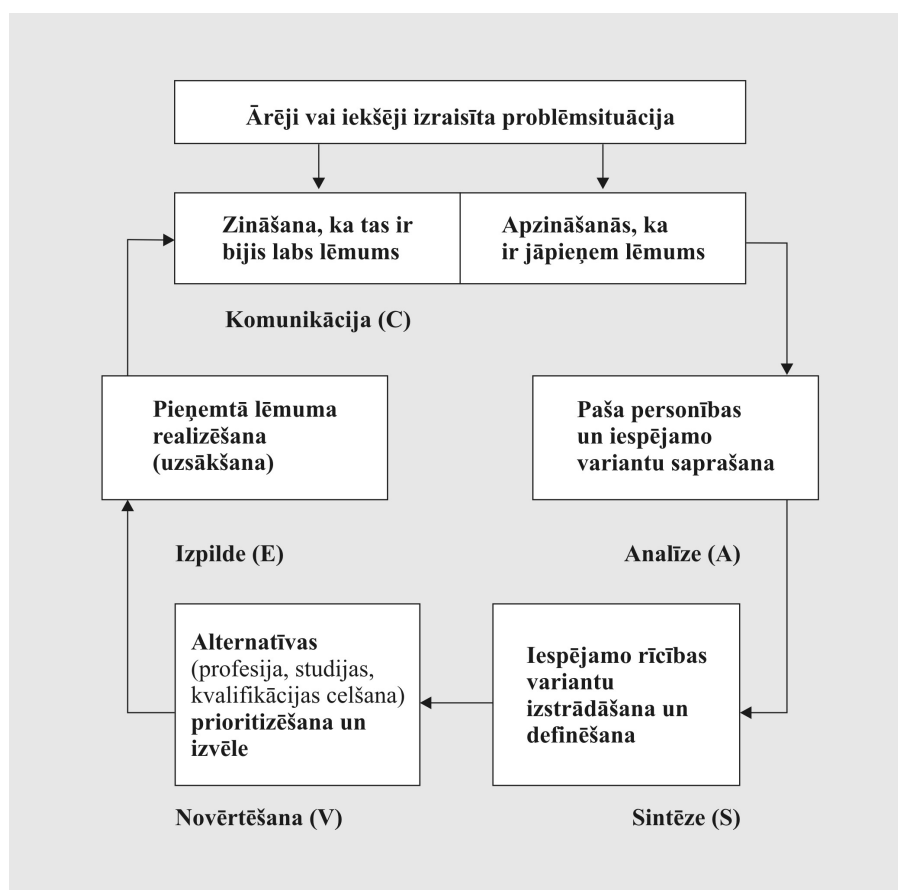 Ārēji vai iekšēji izraisīta problēmsituācija
Zināšana, ka tas ir
bijis labs lēmums
Apzināšanās, ka
ir jāpieņem lēmums
Komunikācija (C)
Pieņemtā lēmuma
realizēšana
(uzsākšana)
Paša personības
un iespējamo
variantu saprašana
Izpilde (E)
Analīze (A)
Alternatīvas
(profesija, studijas,
kvalifikācijas celšana)
prioritizēšana un
izvēle
Iespējamo rīcības
variantu
izstrādāšana un
definēšana
Novērtēšana (V)
Sintēze (S)